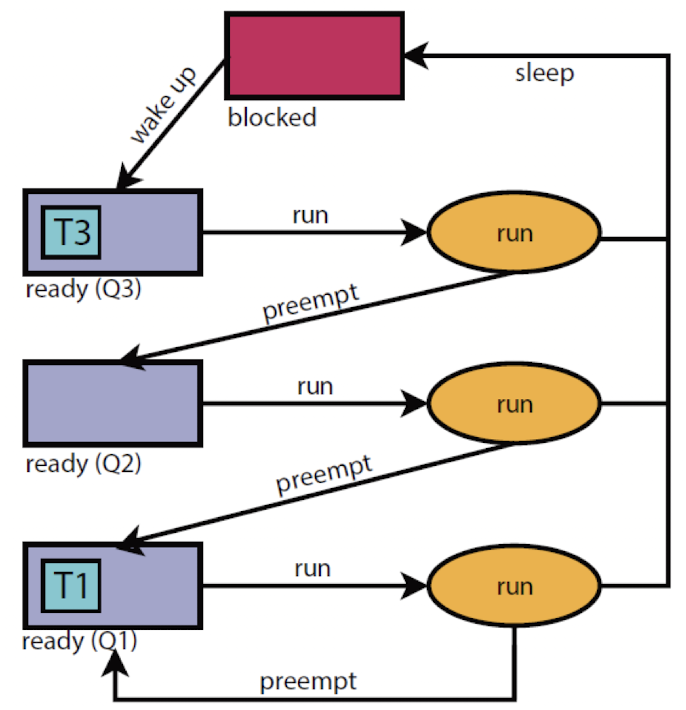 sleep
wake up
blocked
T3
run
run
ready (Q3)
preempt
run
run
ready (Q2)
preempt
T1
run
run
ready (Q1)
preempt